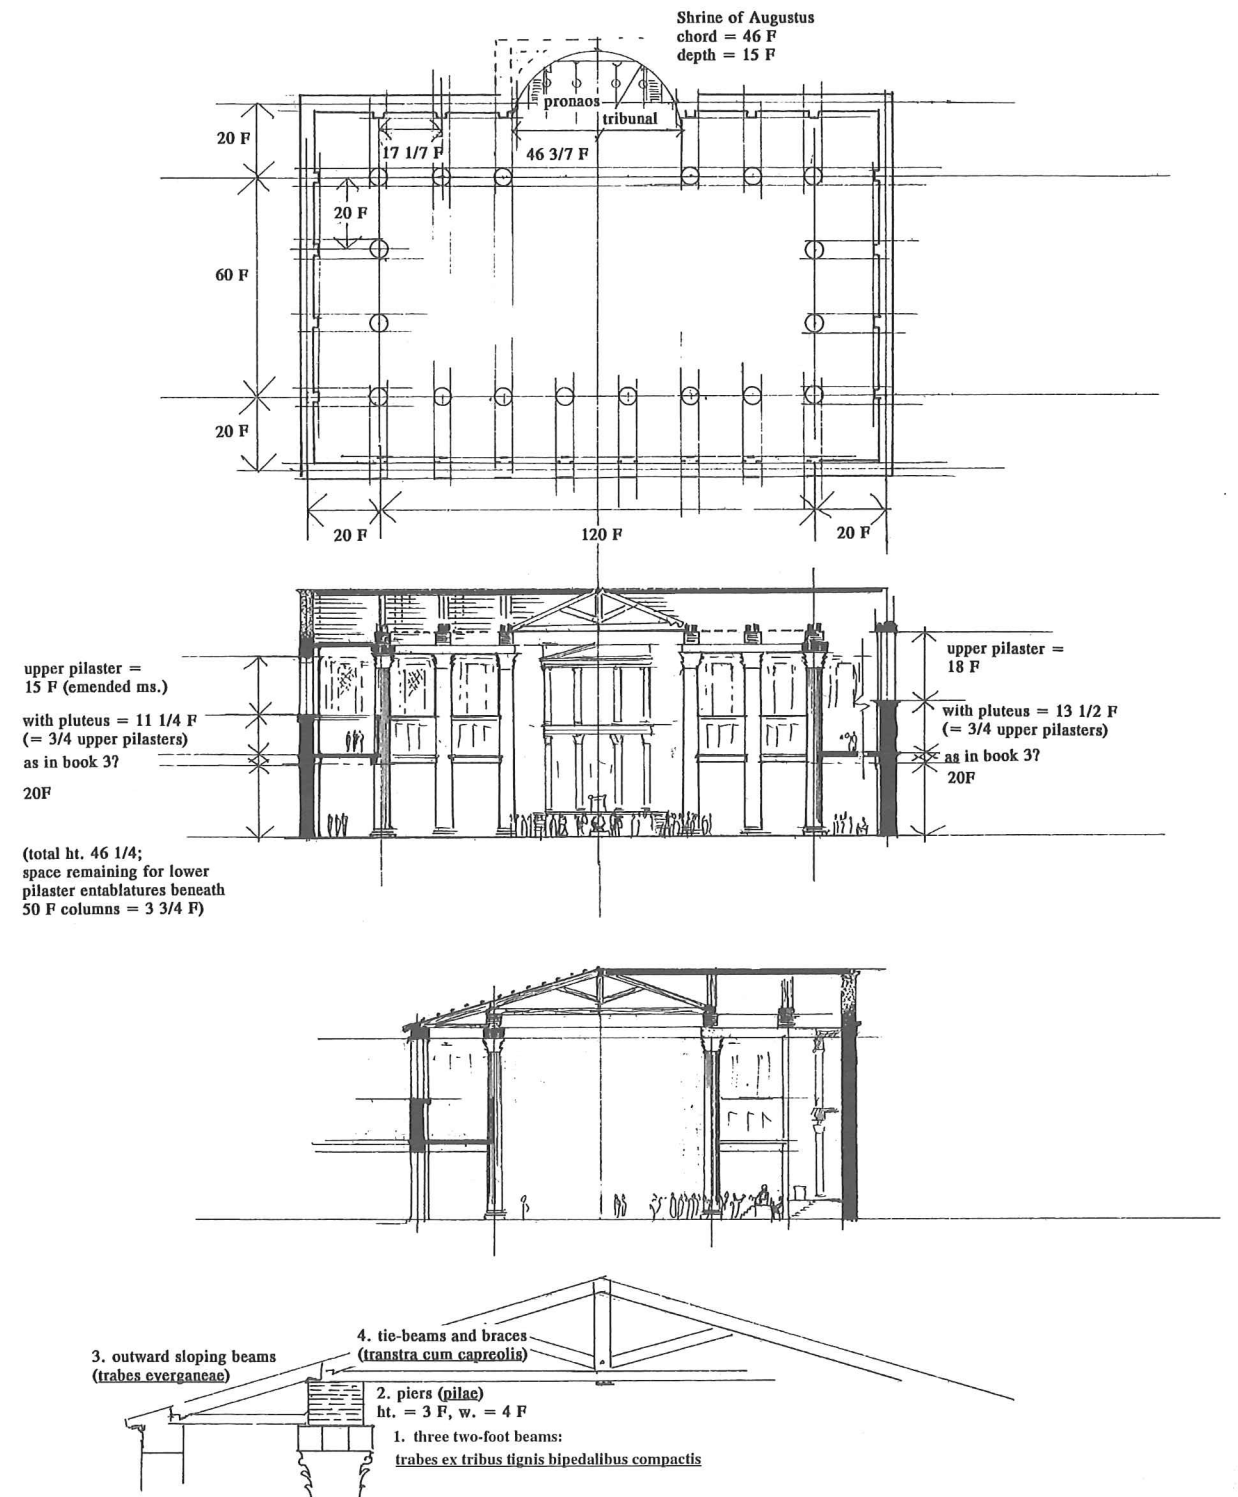 Shrine of Augustus
chord = 46 F
depth = 15 F
pronaos
tribunal
20 F
17 1/7 F
46 3/7 F
20 F
60 F
20 F
20 F
120 F
20 F
upper pilaster =
15 F (emended ms.)
with pluteus = 11 1/4 F
(= 3/4 upper pilasters)
as in book 3?
20F
(total ht. 46 1/4;
space remaining for lower
pilaster entablatures beneath
50 F columns = 3 3/4 F)
upper pilaster =
18 F
with pluteus = 13 1/2 F
(= 3/4 upper pilasters)
as in book 3?
20F
4. tie-beams and braces
(transtra cum capreolis)
3. outward sloping beams
(trabes everganeae)
2. piers (pilae)
ht. = 3 F, w. = 4 F
1. three two-foot beams:
trabes ex tribus tignis bipedalibus compactis